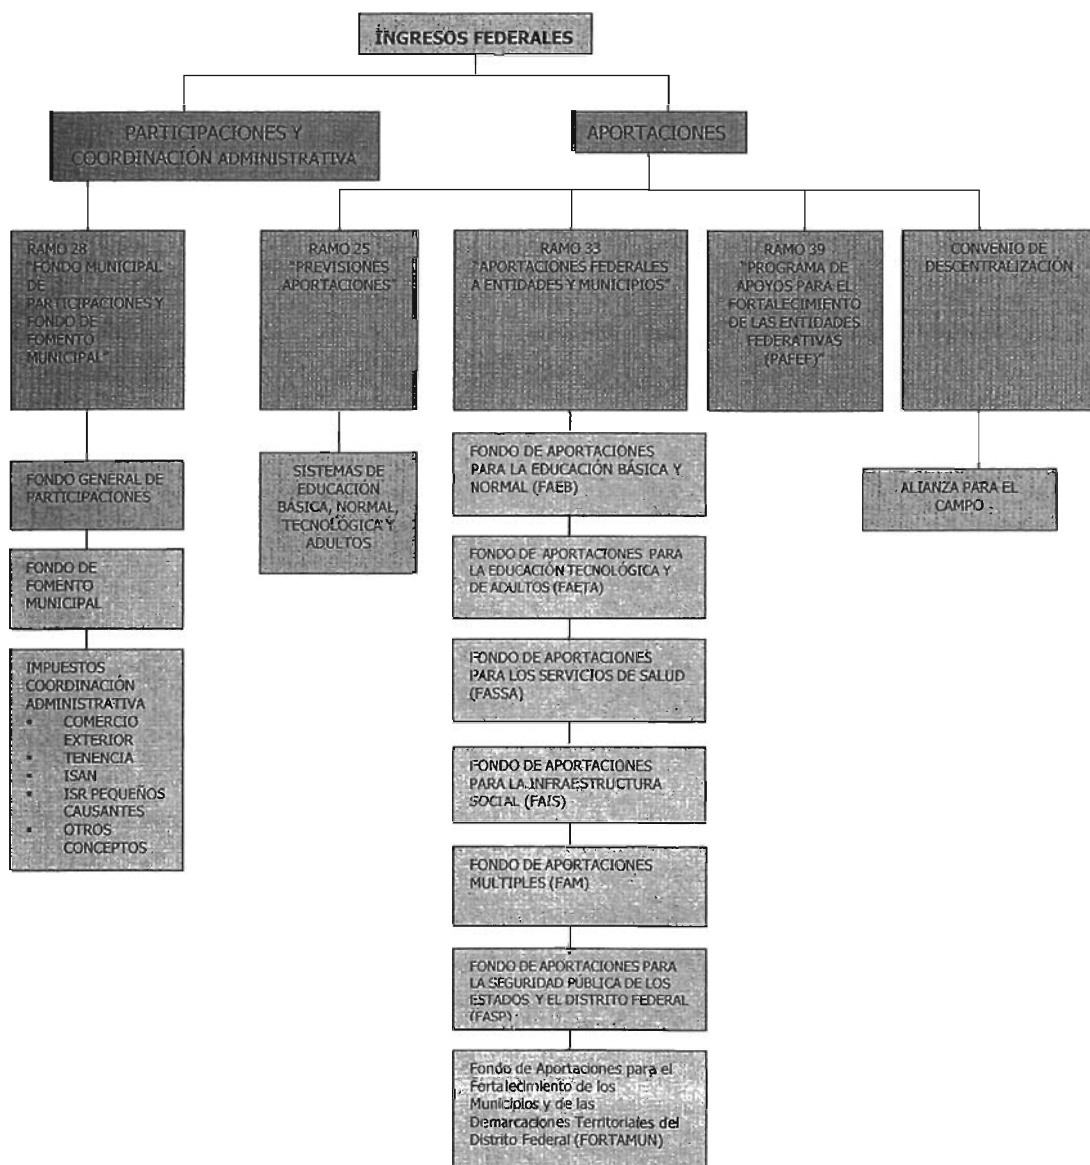 INGRESOS FEDERALES
PARTICIPACIONES Y
COORDINACIÓN ADMINISTRATIVA
APORTACIONES
RAMO 28
"FONDO MUNICIPAL
DE
PARTICIPACIONES Y
FONDO DE
FOMENTO
MUNICIPAL"
RAMO 25
"PREVISIONES
APORTACIONES"
RAMO 33
"APORTACIONES FEDERALES
A ENTIDADES Y MUNICIPIOS"
RAMO 39
"PROGRAMA DE
APOYOS PARA EL
FORTALECIMIENTO
DE LAS ENTIDADES
FEDERATIVAS
(PAFEF)"
CONVENIO DE
DESCENTRALIZACIÓN
FONDO GENERAL DE
PARTICIPACIONES
FONDO DE
FOMENTO
MUNICIPAL
IMPUESTOS
COORDINACIÓN
ADMINISTRATIVA
▪ COMERCIO
EXTERIOR
▪ TENENCIA
▪ ISAN
▪ ISR PEQUEÑOS
CAUSANTES
▪ OTROS
CONCEPTOS
SISTEMAS DE
EDUCACIÓN
BÁSICA, NORMAL,
TECNOLÓGICA Y
ADULTOS
FONDO DE APORTACIONES
PARA LA EDUCACIÓN BÁSICA Y
NORMAL (FAEB)
FONDO DE APORTACIONES PARA
LA EDUCACIÓN TECNOLÓGICA Y
DE ADULTOS (FAETA)
FONDO DE APORTACIONES
PARA LOS SERVICIOS DE SALUD
(FASSA)
FONDO DE APORTACIONES
PARA LA INFRAESTRUCTURA
SOCIAL (FAIS)
FONDO DE APORTACIONES
MULTIPLES (FAM)
FONDO DE APORTACIONES PARA
LA SEGURIDAD PÚBLICA DE LOS
ESTADOS Y EL DISTRITO FEDERAL
(FASP)
Fondo de Aportaciones para el
Fortalecimiento de los
Municipios y de las
Demarcaciones Territoriales del
Distrito Federal (FORTAMUN)
ALIANZA PARA EL
CAMPO